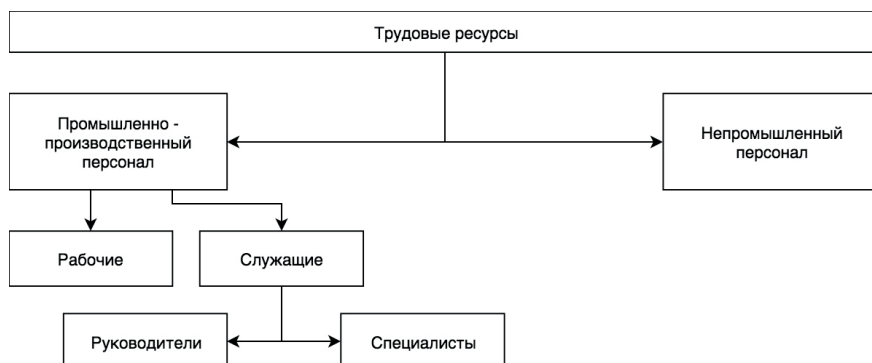 Трудовые ресурсы
Промышленно -
производственный
персонал
Непромышленный
персонал
Рабочие
Служащие
Руководители
Специалисты